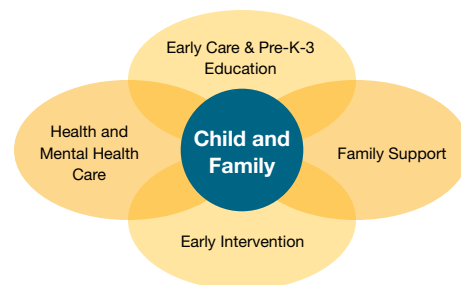 Early Care & Pre-K-3
Education
Health and
Mental Health
Care
Child and
Family
Family Support
Early Intervention